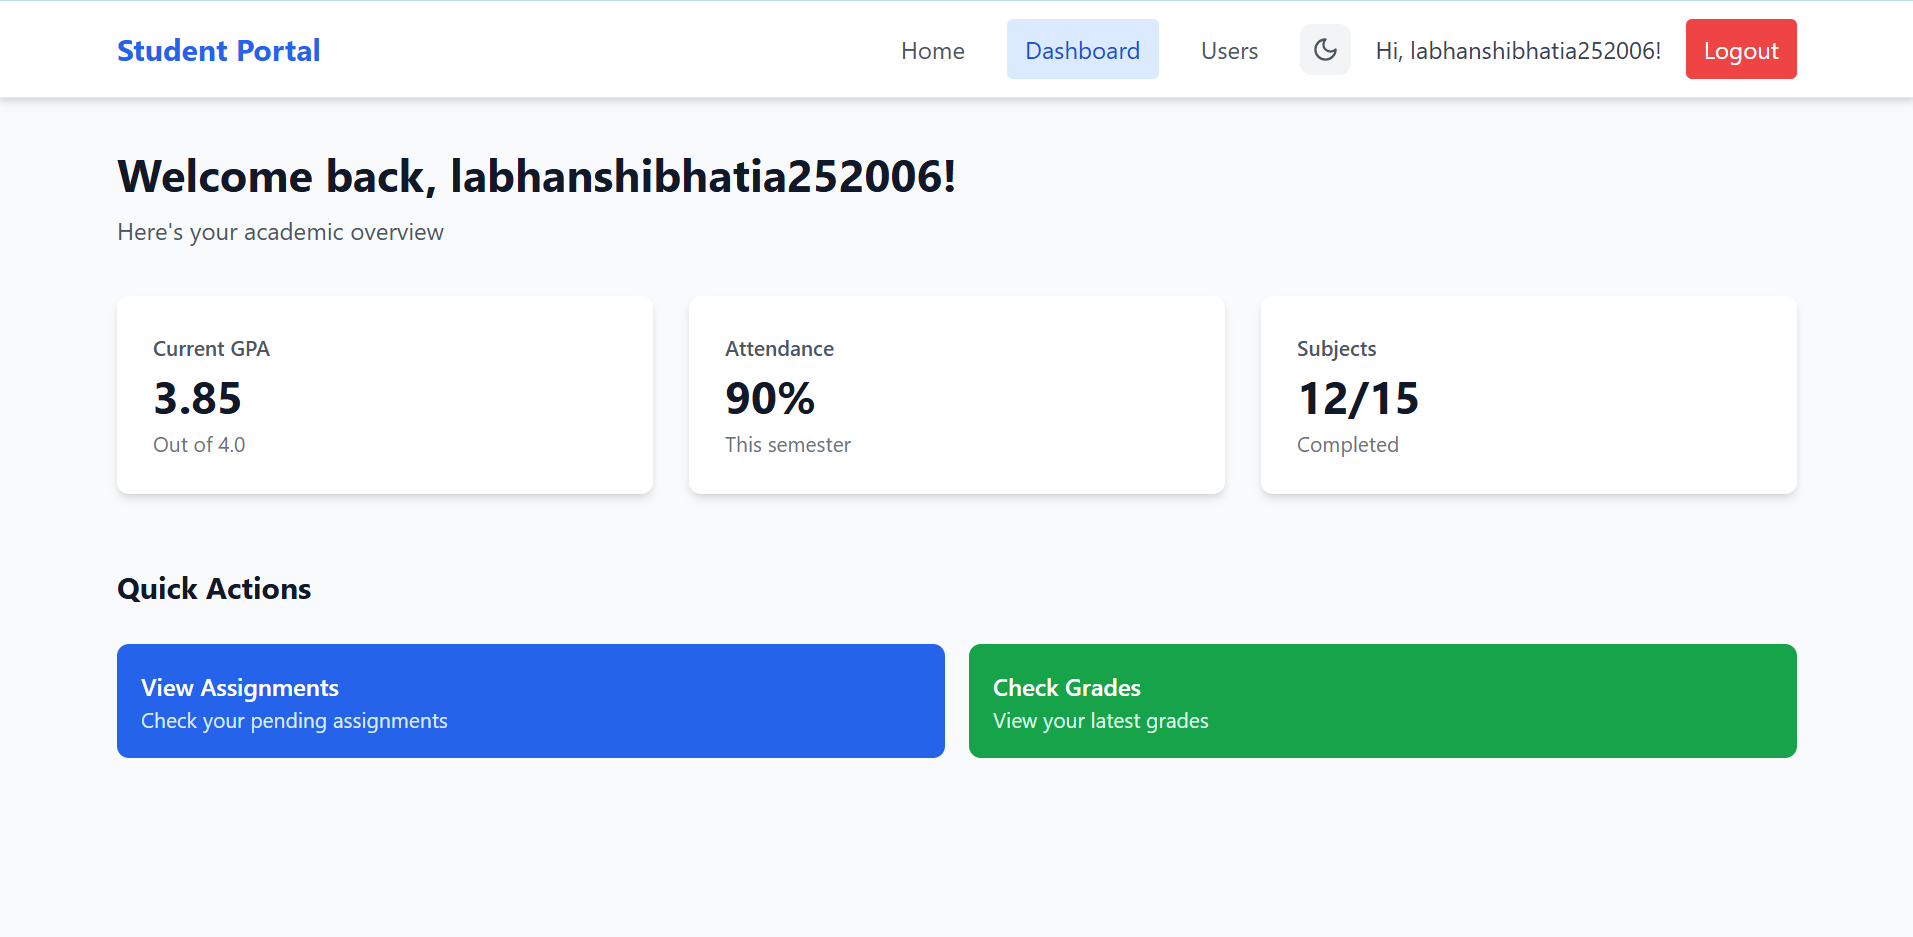 Student Portal
Home
Dashboard
Users
Hi, labhanshibhatia252006!
Logout
Welcome back, labhanshibhatia252006!
Here's your academic overview
Current GPA
3.85
Out of 4.0
Attendance
90%
This semester
Subjects
12/15
Completed
Quick Actions
View Assignments
Check your pending assignments
Check Grades
View your latest grades